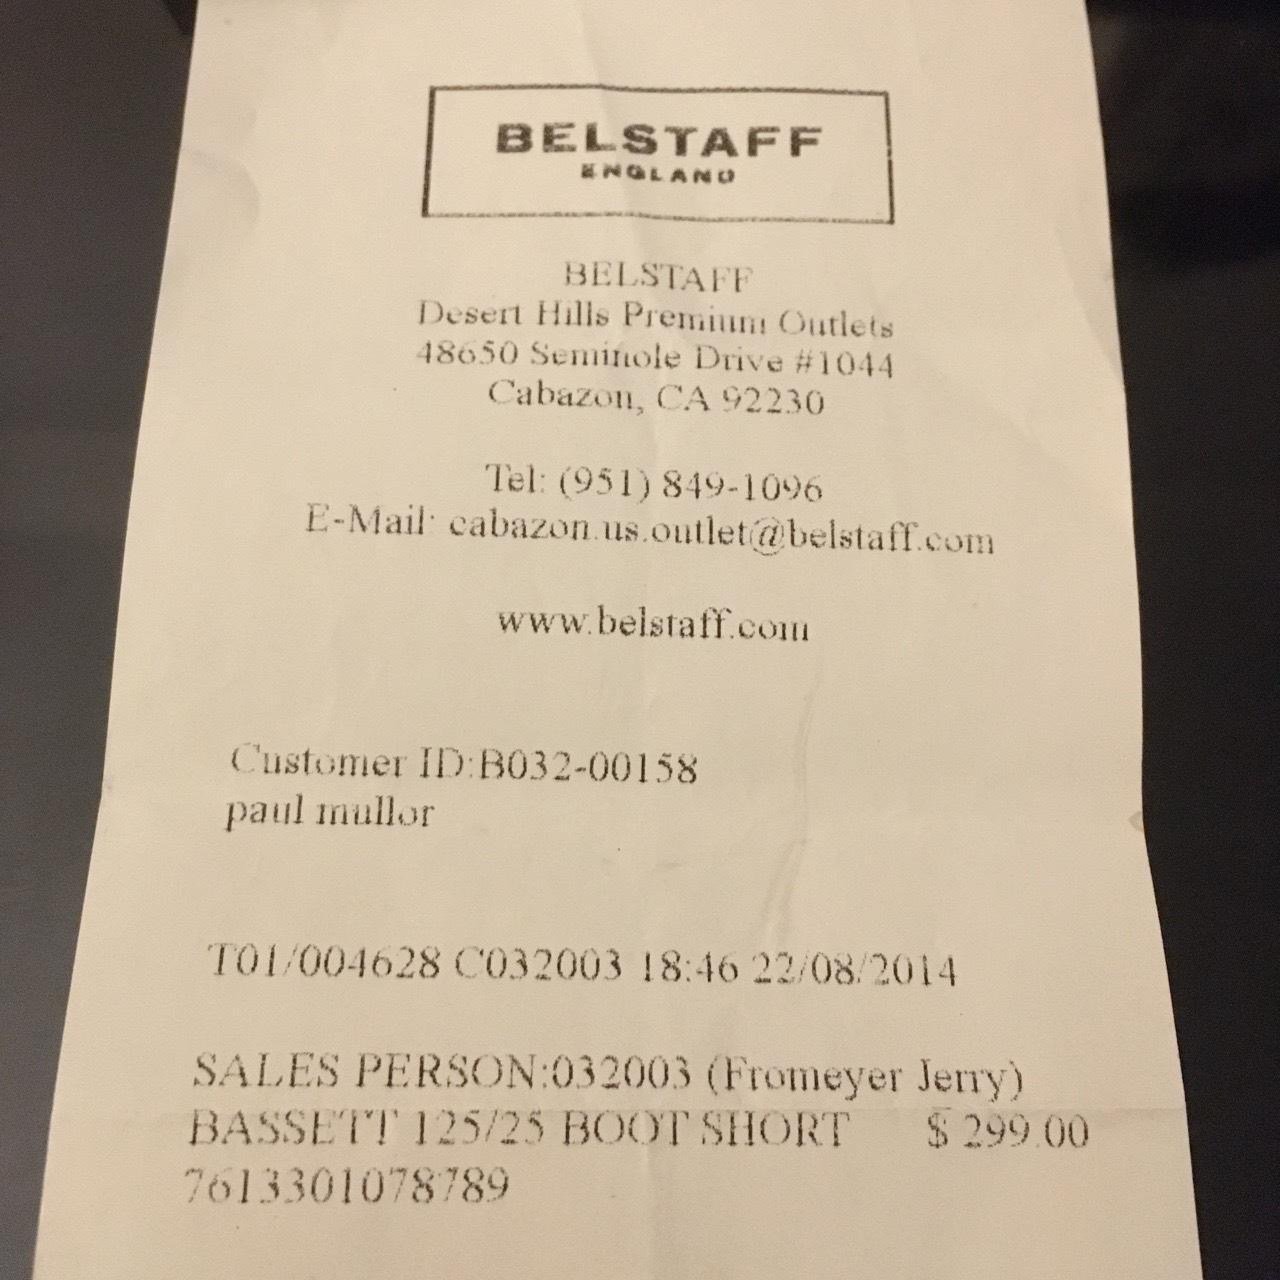 BELSTAFF
ENGLAND
BELSTAFF
Desert Hills Premium Outlets
48650 Seminole Drive #1044
Cabazon, CA 92230
Tel: (951) 849-1096
E-Mail: cabazon.us.outlet@belstaff.com
www.belstaff.com
Customer ID:B032-00158
paul mullor
T01/004628 C032003 18:46 22/08/2014
SALES PERSON:032003 (Fromeyer Jerry)
BASSETT 125/25 BOOT SHORT $ 299.00
7613301078789